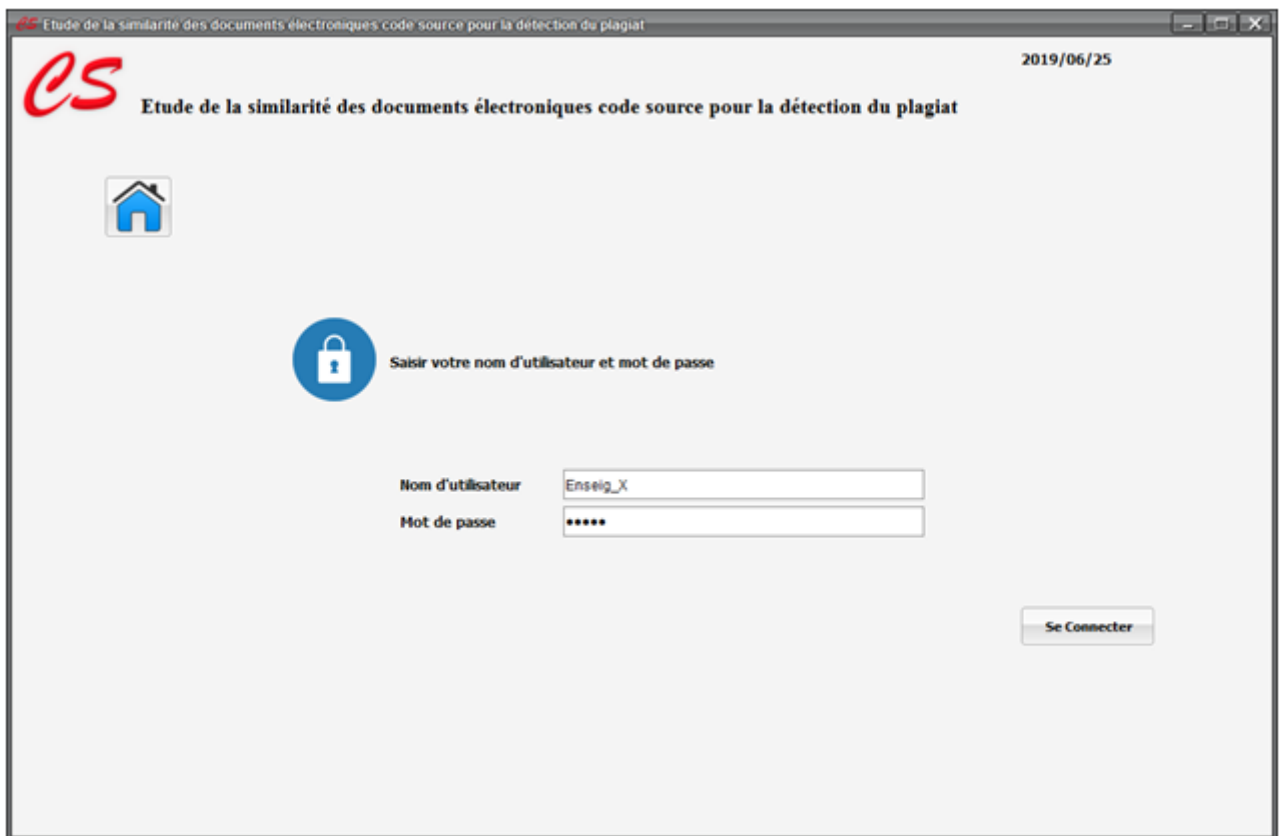 CS Etude de la similarité des documents électroniques code source pour la détection du plagiat
2019/06/25
CS
Etude de la similarité des documents électroniques code source pour la détection du plagiat
Saisir votre nom d'utilisateur et mot de passe
Nom d'utilisateur Enseig_X
Mot de passe •••••
Se Connecter